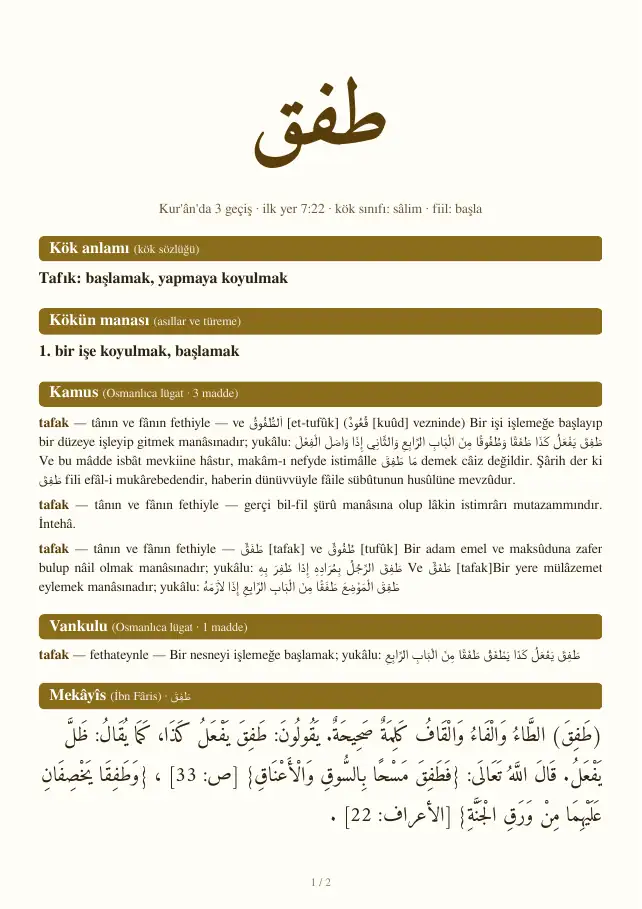 طفق
Kur'ân'da 3 geçiş · ilk yer 7:22 · kök sınıfı: sâlim · fiil: başla
Kök anlamı (kök sözlüğü)
Tafık: başlamak, yapmaya koyulmak
Kökün manası (asıllar ve türeme)
1. bir işe koyulmak, başlamak
Kamus (Osmanlıca lügat · 3 madde)
tafak — tânın ve fânın fethiyle — ve اَلطُّفُوقُ [et-tufûk] (قُعُودٌ [kuûd] vezninde) Bir işi işlemeğe başlayıp
bir düzeye işleyip gitmek manâsınadır; yukâlu: طَفِقَ يَفْعَلُ كَذَا طَفَقًا وَطُفُوقًا مِنَ الْبَابِ الرَّابِعِ وَالثَّانِي إِذَا وَاصَلَ الْفِعْلَ
Ve bu mâdde isbât mevkiine hâstır, makâm-ı nefyde istimâlle مَا طَفِقَ demek câiz değildir. Şârih der ki
طَفِقَ fili efâl-i mukârebedendir, haberin dünüvvüyle fâile sübûtunun husûlüne mevzûdur.
tafak — tânın ve fânın fethiyle — gerçi bil-fiil şürû manâsına olup lâkin istimrârı mutazammındır.
İntehâ.
tafak — tânın ve fânın fethiyle — طَفَقٌ [tafak] ve طُفُوقٌ [tufûk] Bir adam emel ve maksûduna zafer
bulup nâil olmak manâsınadır; yukâlu: طَفِقَ الرَّجُلُ بِمُرَادِهِ إِذَا ظَفِرَ بِهِ Ve طَفَقٌ [tafak]Bir yere mülâzemet
eylemek manâsınadır; yukâlu: طَفِقَ الْمَوْضِعَ طَفَقًا مِنَ الْبَابِ الرَّابِعِ إِذَا لَازَمَهُ
Vankulu (Osmanlıca lügat · 1 madde)
tafak — fethateynle — Bir nesneyi işlemeğe başlamak; yukâlu: طَفِقَ يَفْعَلُ كَذَا يَطْفَقُ طَفَقًا مِنَ الْبَابِ الرَّابِعِ
Mekâyîs (İbn Fâris) · طَفِقَ
(طَفِقَ) الطَّاءُ وَالْفَاءُ وَالْقَافُ كَلِمَةٌ صَحِيحَةٌ. يَقُولُونَ: طَفِقَ يَفْعَلُ كَذَا، كَمَا يُقَالُ: ظَلَّ
يَفْعَلُ. قَالَ اللَّهُ تَعَالَى: {فَطَفِقَ مَسْحًا بِالسُّوقِ وَالْأَعْنَاقِ} [ص: 33] ، {وَطَفِقَا يَخْصِفَانِ
عَلَيْهِمَا مِنْ وَرَقِ الْجَنَّةِ} [الأعراف: 22] .
1 / 2